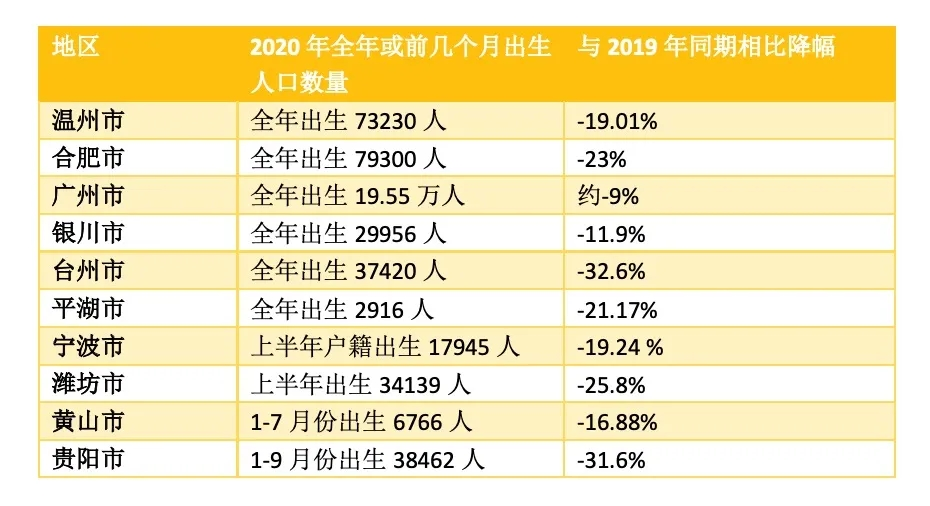 地区 2020 年全年或前几个月出生 与 2019 年同期相比降幅
人口数量
温州市 全年出生 73230 人 -19.01%
合肥市 全年出生 79300 人 -23%
广州市 全年出生 19.55 万人 约-9%
银川市 全年出生 29956 人 -11.9%
台州市 全年出生 37420 人 -32.6%
平湖市 全年出生 2916 人 -21.17%
宁波市 上半年户籍出生 17945 人 -19.24 %
潍坊市 上半年出生 34139 人 -25.8%
黄山市 1-7 月份出生 6766 人 -16.88%
贵阳市 1-9 月份出生 38462 人 -31.6%